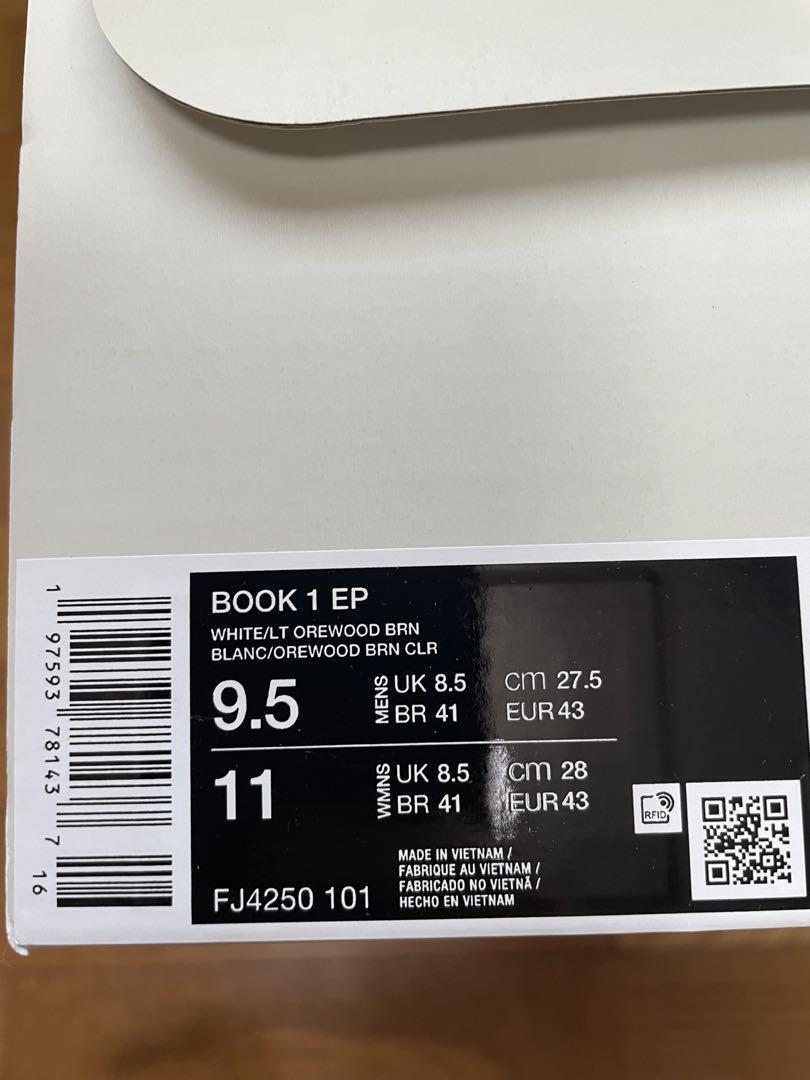 BOOK 1 EP
WHITE/LT OREWOOD BRN
BLANC/OREWOOD BRN CLR
9.5
MENS
UK 8.5 cm 27.5
BR 41 EUR 43
11
WMNS
UK 8.5 cm 28
BR 41 EUR 43
RFID
FJ4250 101
MADE IN VIETNAM /
FABRIQUE AU VIETNAM /
FABRICADO NO VIETNÃ /
HECHO EN VIETNAM
1 97593 78143 7 16